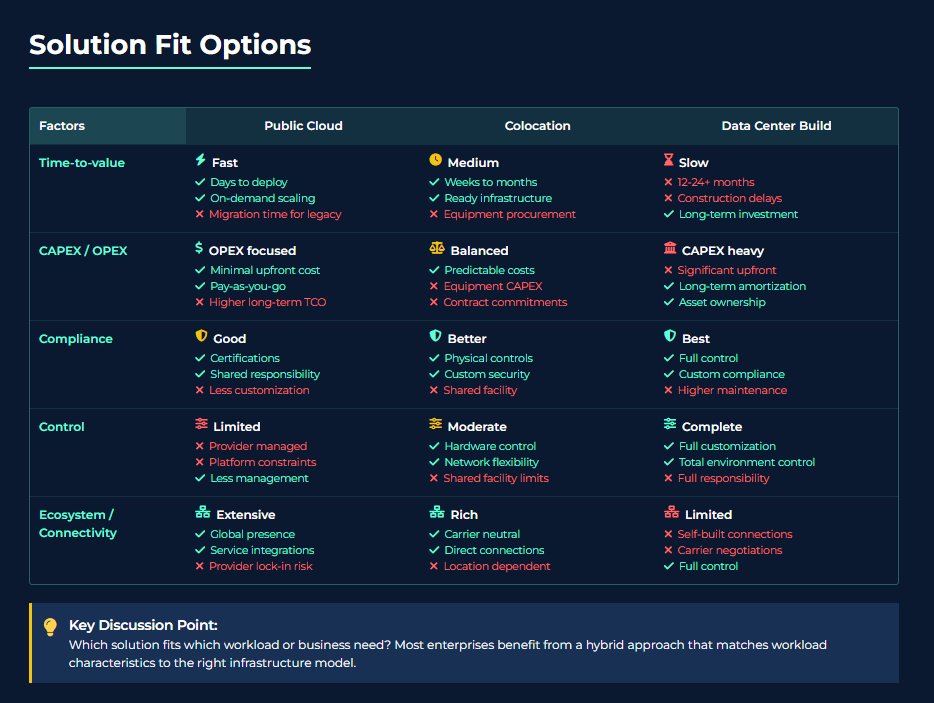 Solution Fit Options
Factors
Public Cloud
Colocation
Data Center Build
Time-to-value
Fast
Days to deploy
On-demand scaling
Migration time for legacy
Medium
Weeks to months
Ready infrastructure
Equipment procurement
Slow
12-24+ months
Construction delays
Long-term investment
CAPEX / OPEX
OPEX focused
Minimal upfront cost
Pay-as-you-go
Higher long-term TCO
Balanced
Predictable costs
Equipment CAPEX
Contract commitments
CAPEX heavy
Significant upfront
Long-term amortization
Asset ownership
Compliance
Good
Certifications
Shared responsibility
Less customization
Better
Physical controls
Custom security
Shared facility
Best
Full control
Custom compliance
Higher maintenance
Control
Limited
Provider managed
Platform constraints
Less management
Moderate
Hardware control
Network flexibility
Shared facility limits
Complete
Full customization
Total environment control
Full responsibility
Ecosystem /
Connectivity
Extensive
Global presence
Service integrations
Provider lock-in risk
Rich
Carrier neutral
Direct connections
Location dependent
Limited
Self-built connections
Carrier negotiations
Full control
Key Discussion Point:
Which solution fits which workload or business need? Most enterprises benefit from a hybrid approach that matches workload
characteristics to the right infrastructure model.